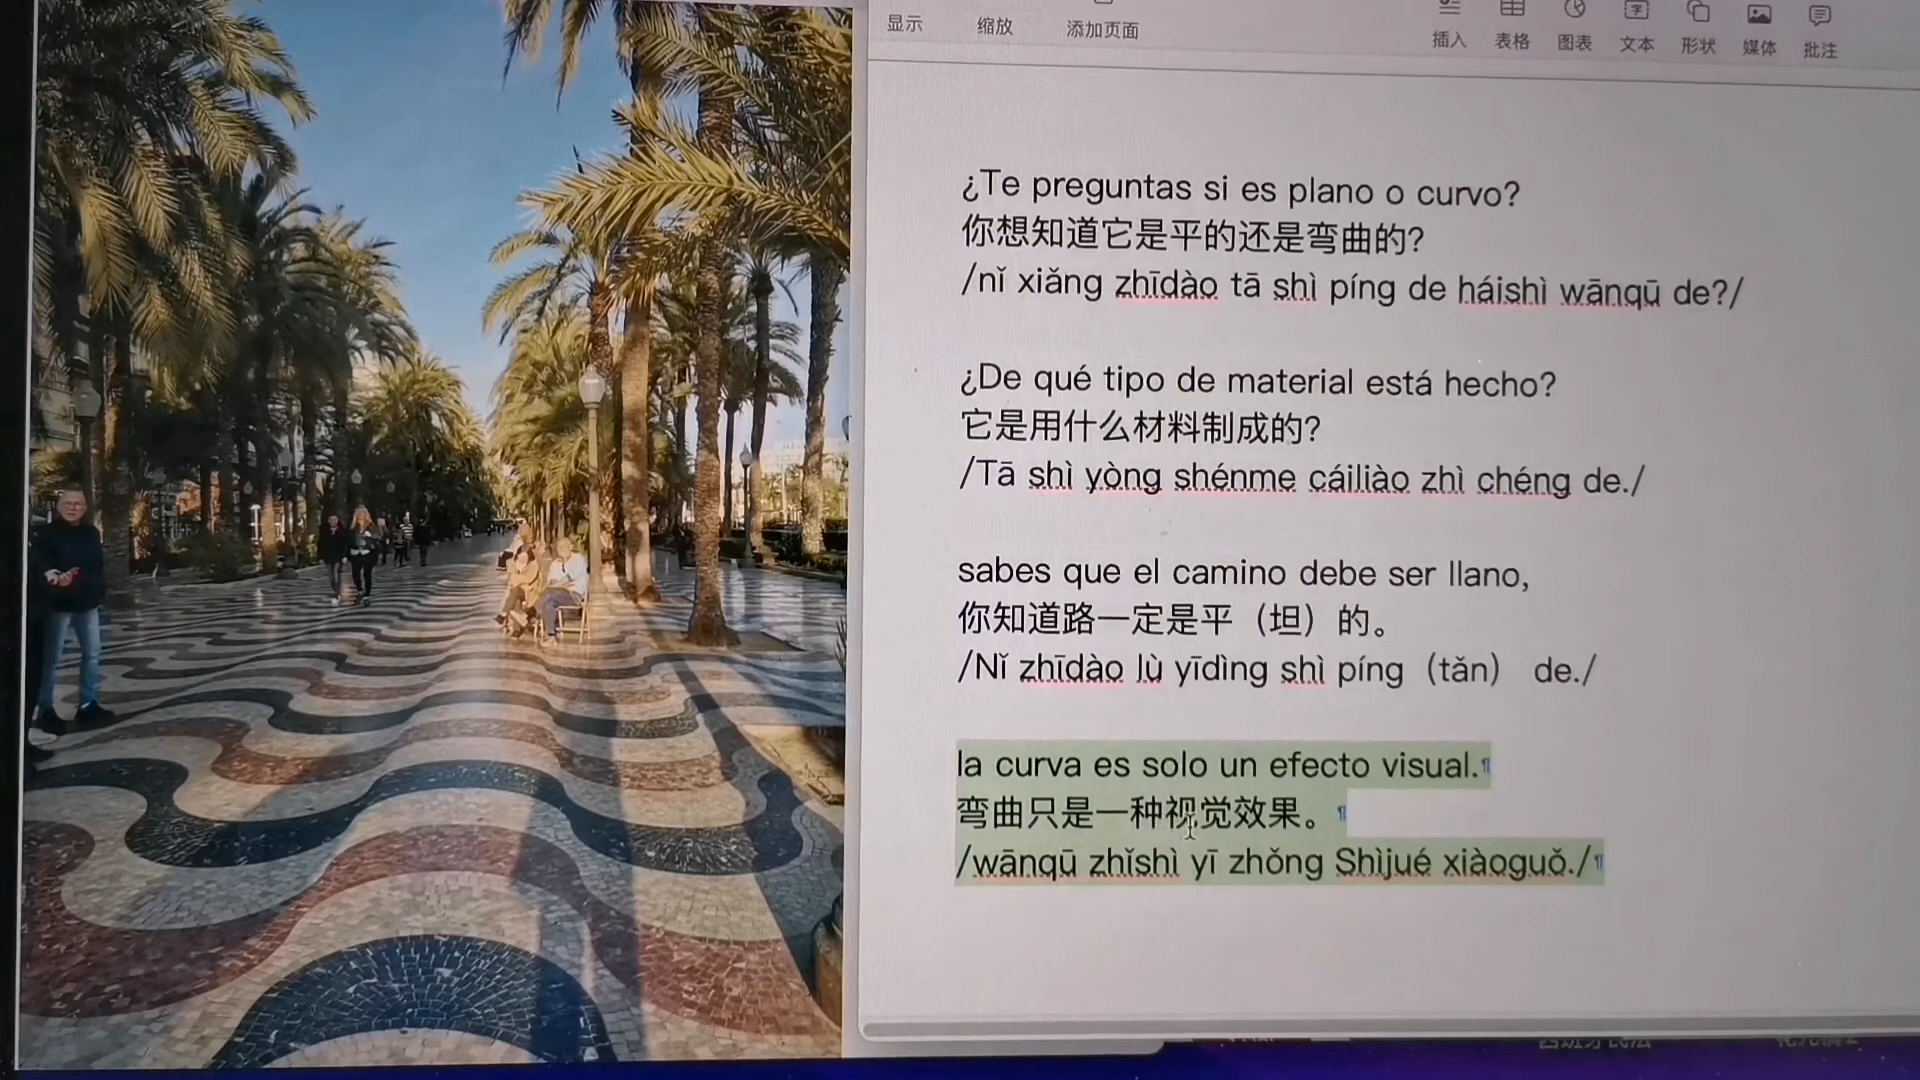 显示 缩放 添加页面 插入 表格 图表 文本 形状 媒体 批注
¿Te preguntas si es plano o curvo?
你想知道它是平的还是弯曲的?
/nǐ xiǎng zhīdào tā shì píng de háishì wānqū de?/
¿De qué tipo de material está hecho?
它是用什么材料制成的?
/Tā shì yòng shénme cáiliào zhì chéng de./
sabes que el camino debe ser llano,
你知道路一定是平（坦）的。
/Nǐ zhīdào lù yīdìng shì píng（tǎn） de./
la curva es solo un efecto visual.
弯曲只是一种视觉效果。
/wānqū zhǐshì yī zhǒng Shìjué xiàoguǒ./